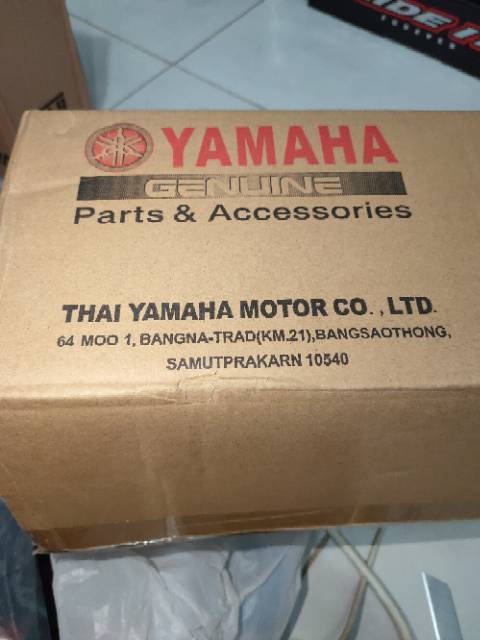 YAMAHA
GENUINE
Parts & Accessories
THAI YAMAHA MOTOR CO., LTD.
64 MOO 1, BANGNA-TRAD(KM.21),BANGSAOTHONG,
SAMUTPRAKARN 10540